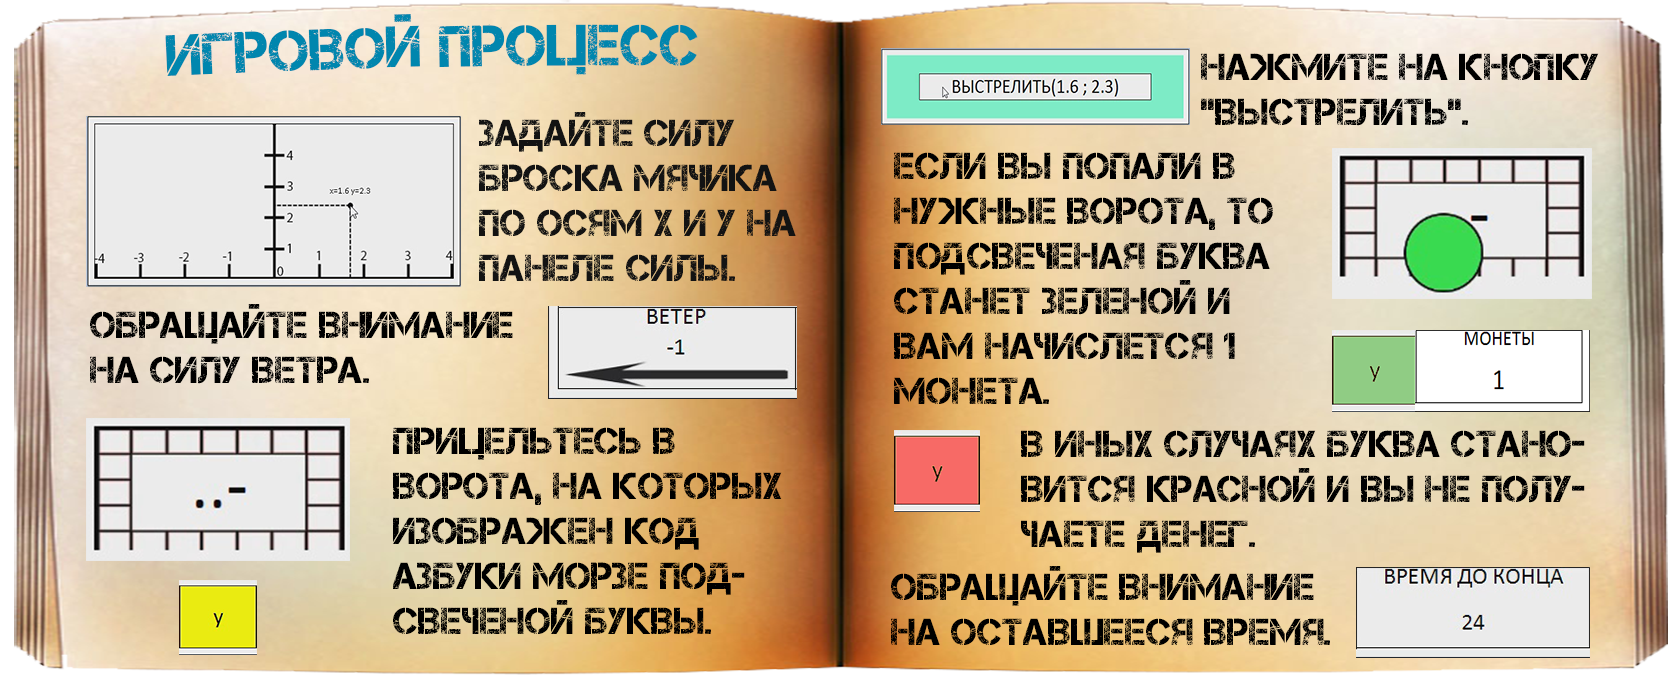 ИГРОВОЙ ПРОЦЕСС
4
3
2
1
x=1.6 y=2.3
-4 -3 -2 -1 0 1 2 3 4
ЗАДАЙТЕ СИЛУ
БРОСКА МЯЧИКА
ПО ОСЯМ X И У НА
ПАНЕЛЕ СИЛЫ.
ОБРАЩАЙТЕ ВНИМАНИЕ
НА СИЛУ ВЕТРА.
ВЕТЕР
-1
..-
ПРИЦЕЛЬТЕСЬ В
ВОРОТА, НА КОТОРЫХ
ИЗОБРАЖЕН КОД
АЗБУКИ МОРЗЕ ПОД-
СВЕЧЕНОЙ БУКВЫ.
у
ВЫСТРЕЛИТЬ(1.6 ; 2.3)
НАЖМИТЕ НА КНОПКУ
"ВЫСТРЕЛИТЬ".
ЕСЛИ ВЫ ПОПАЛИ В
НУЖНЫЕ ВОРОТА, ТО
ПОДСВЕЧЕНАЯ БУКВА
СТАНЕТ ЗЕЛЕНОЙ И
ВАМ НАЧИСЛЕТСЯ 1
МОНЕТА.
-
у
МОНЕТЫ
1
у
В ИНЫХ СЛУЧАЯХ БУКВА СТАНО-
ВИТСЯ КРАСНОЙ И ВЫ НЕ ПОЛУ-
ЧАЕТЕ ДЕНЕГ.
ОБРАЩАЙТЕ ВНИМАНИЕ
НА ОСТАВШЕЕСЯ ВРЕМЯ.
ВРЕМЯ ДО КОНЦА
24